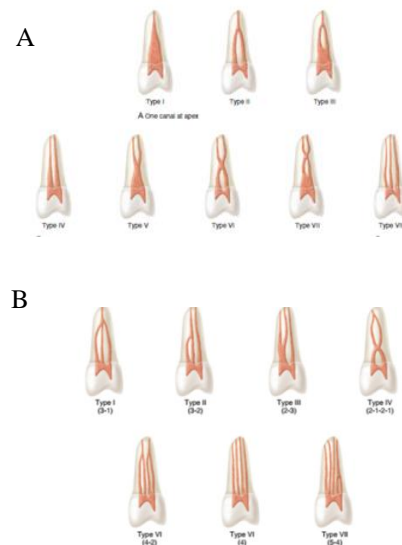 A
Type I Type II Type III
A One canal at apex
Type IV Type V Type VI Type VII Type VI
B
Type I Type II Type III Type IV
(3-1) (3-2) (2-3) (2-1-2-1)
Type VI Type VI Type VII
(4-2) (4) (5-4)